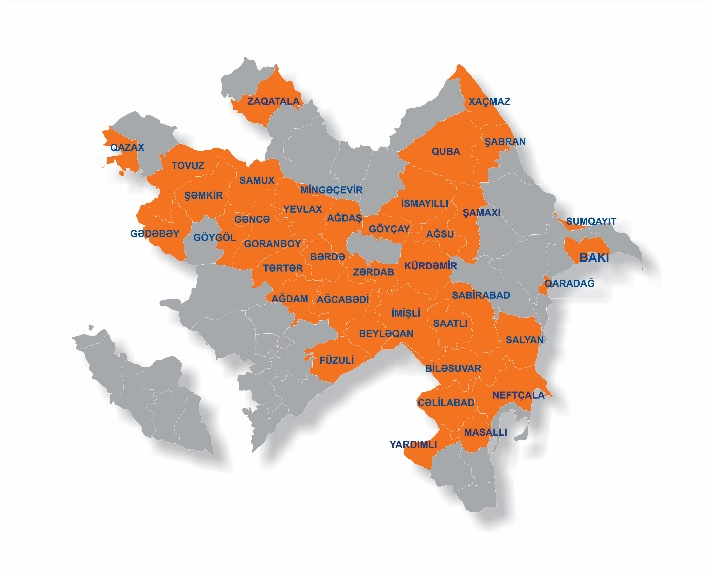 ZAQATALA
XAÇMAZ
QAZAX
ŞABRAN
QUBA
TOVUZ
SAMUX
MİNGƏÇEVİR
ŞƏMKİR
İSMAYILLI
YEVLAX
AĞDAŞ
ŞAMAXI
GƏNCƏ
SUMQAYIT
GƏDƏBƏY
GÖYGÖL
GORANBOY
GÖYÇAY
AĞSU
BƏRDƏ
BAKI
TƏRTƏR
ZƏRDAB
KÜRDƏMİR
QARADAĞ
AĞDAM
AĞCABƏDİ
SABİRABAD
İMİŞLİ
SAATLI
BEYLƏQAN
SALYAN
FÜZULİ
BİLƏSUVAR
NEFTÇALA
CƏLİLABAD
MASALLI
YARDIMLI